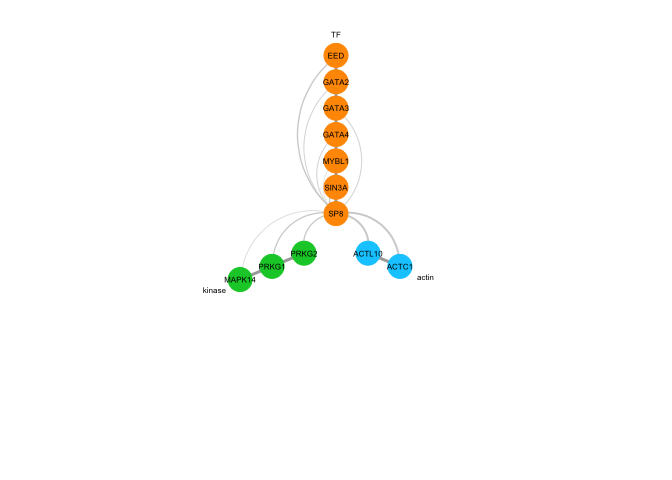 TF
EED
GATA2
GATA3
GATA4
MYBL1
SIN3A
SP8
PRKG2
ACTL10
PRKG1
ACTC1
MAPK14
actin
kinase